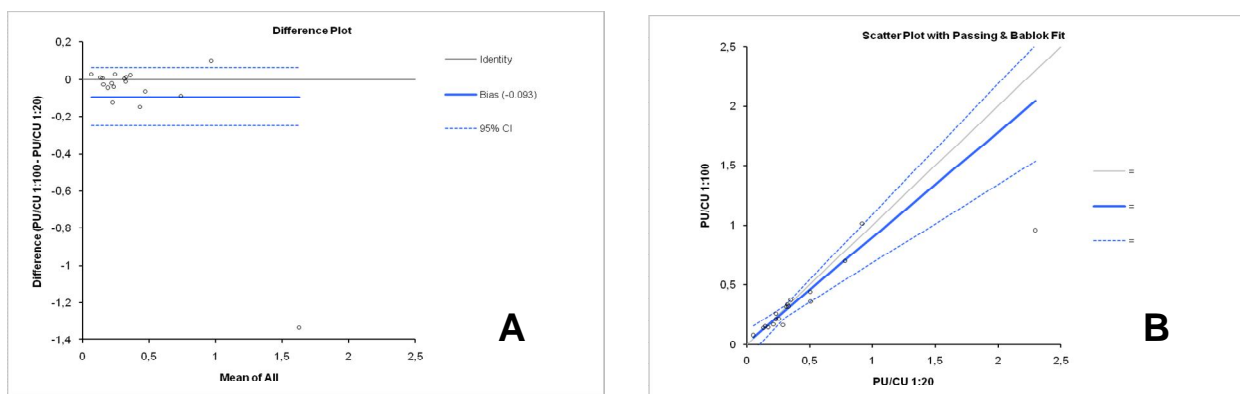 Difference Plot
Difference (PU/CU 1:100 - PU/CU 1:20)
0,2
0
-0,2
-0,4
-0,6
-0,8
-1
-1,2
-1,4
0
0,5
1
1,5
2
2,5
Mean of All
Identity
Bias (-0.093)
95% CI
A
Scatter Plot with Passing & Bablok Fit
PU/CU 1:100
2,5
2
1,5
1
0,5
0
0
0,5
1
1,5
2
2,5
PU/CU 1:20
=
=
=
B